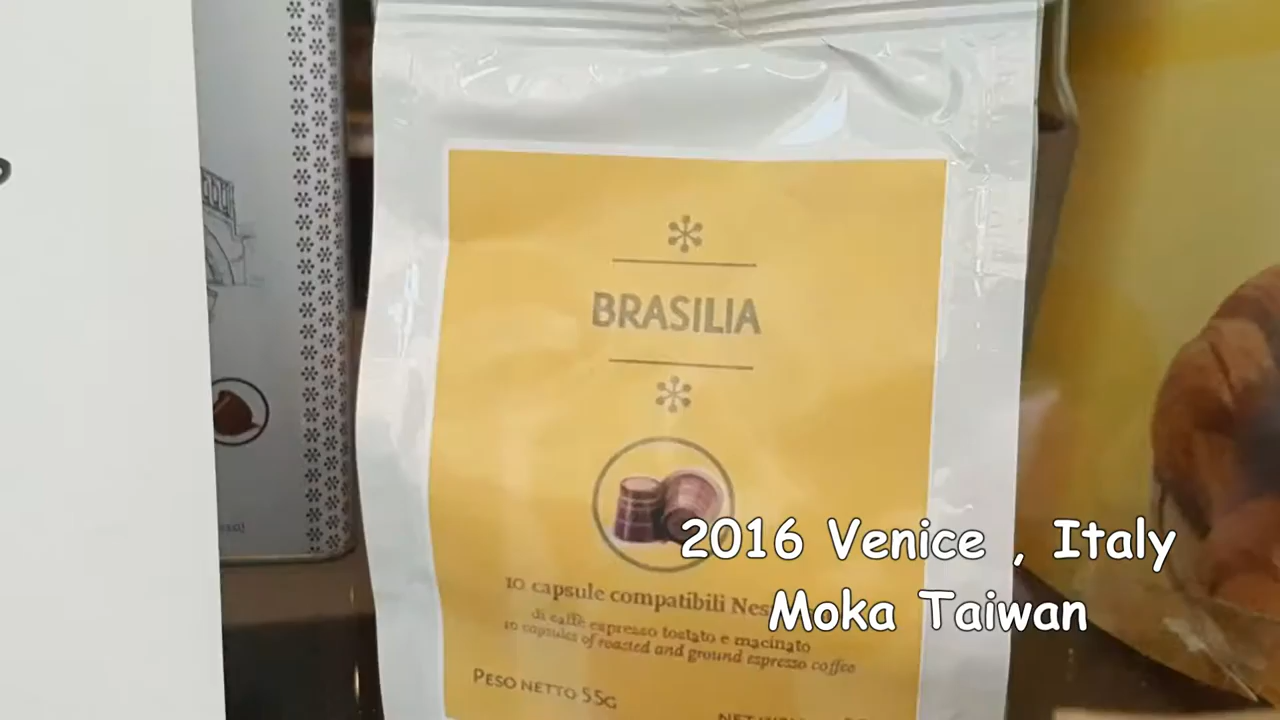 BRASILIA
10 capsule compatibili
di caffè espresso tostato e macinato
10 capsules of roasted and ground espresso coffee
PESO NETTO 55G
2016 Venice , Italy
Moka Taiwan